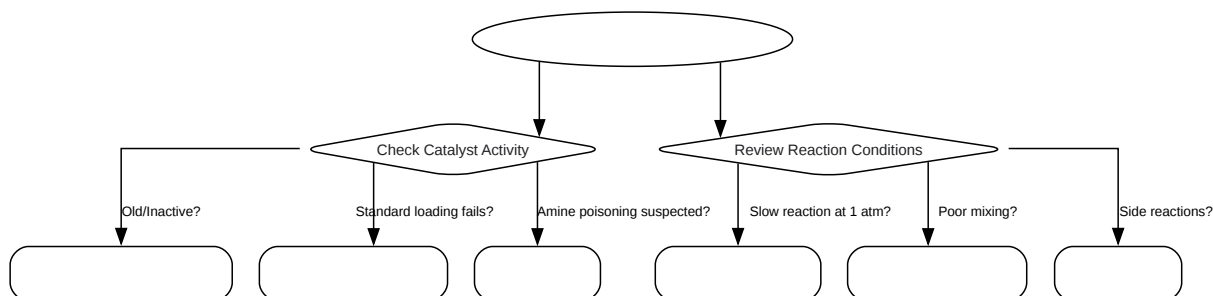 Check Catalyst Activity
Review Reaction Conditions
Old/Inactive?
Standard loading fails?
Amine poisoning suspected?
Slow reaction at 1 atm?
Poor mixing?
Side reactions?